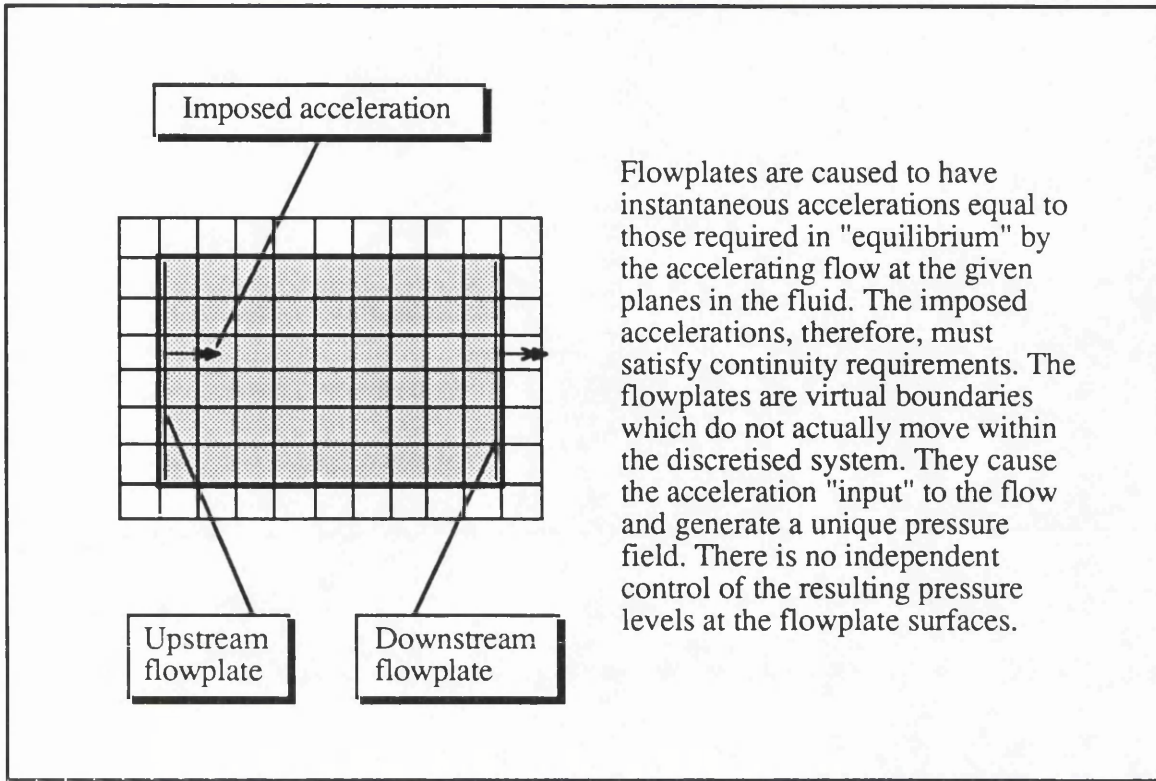 Imposed acceleration
Flowplates are caused to have
instantaneous accelerations equal to
those required in "equilibrium" by
the accelerating flow at the given
planes in the fluid. The imposed
accelerations, therefore, must
satisfy continuity requirements. The
flowplates are virtual boundaries
which do not actually move within
the discretised system. They cause
the acceleration "input" to the flow
and generate a unique pressure
field. There is no independent
control of the resulting pressure
levels at the flowplate surfaces.
Upstream
flowplate
Downstream
flowplate